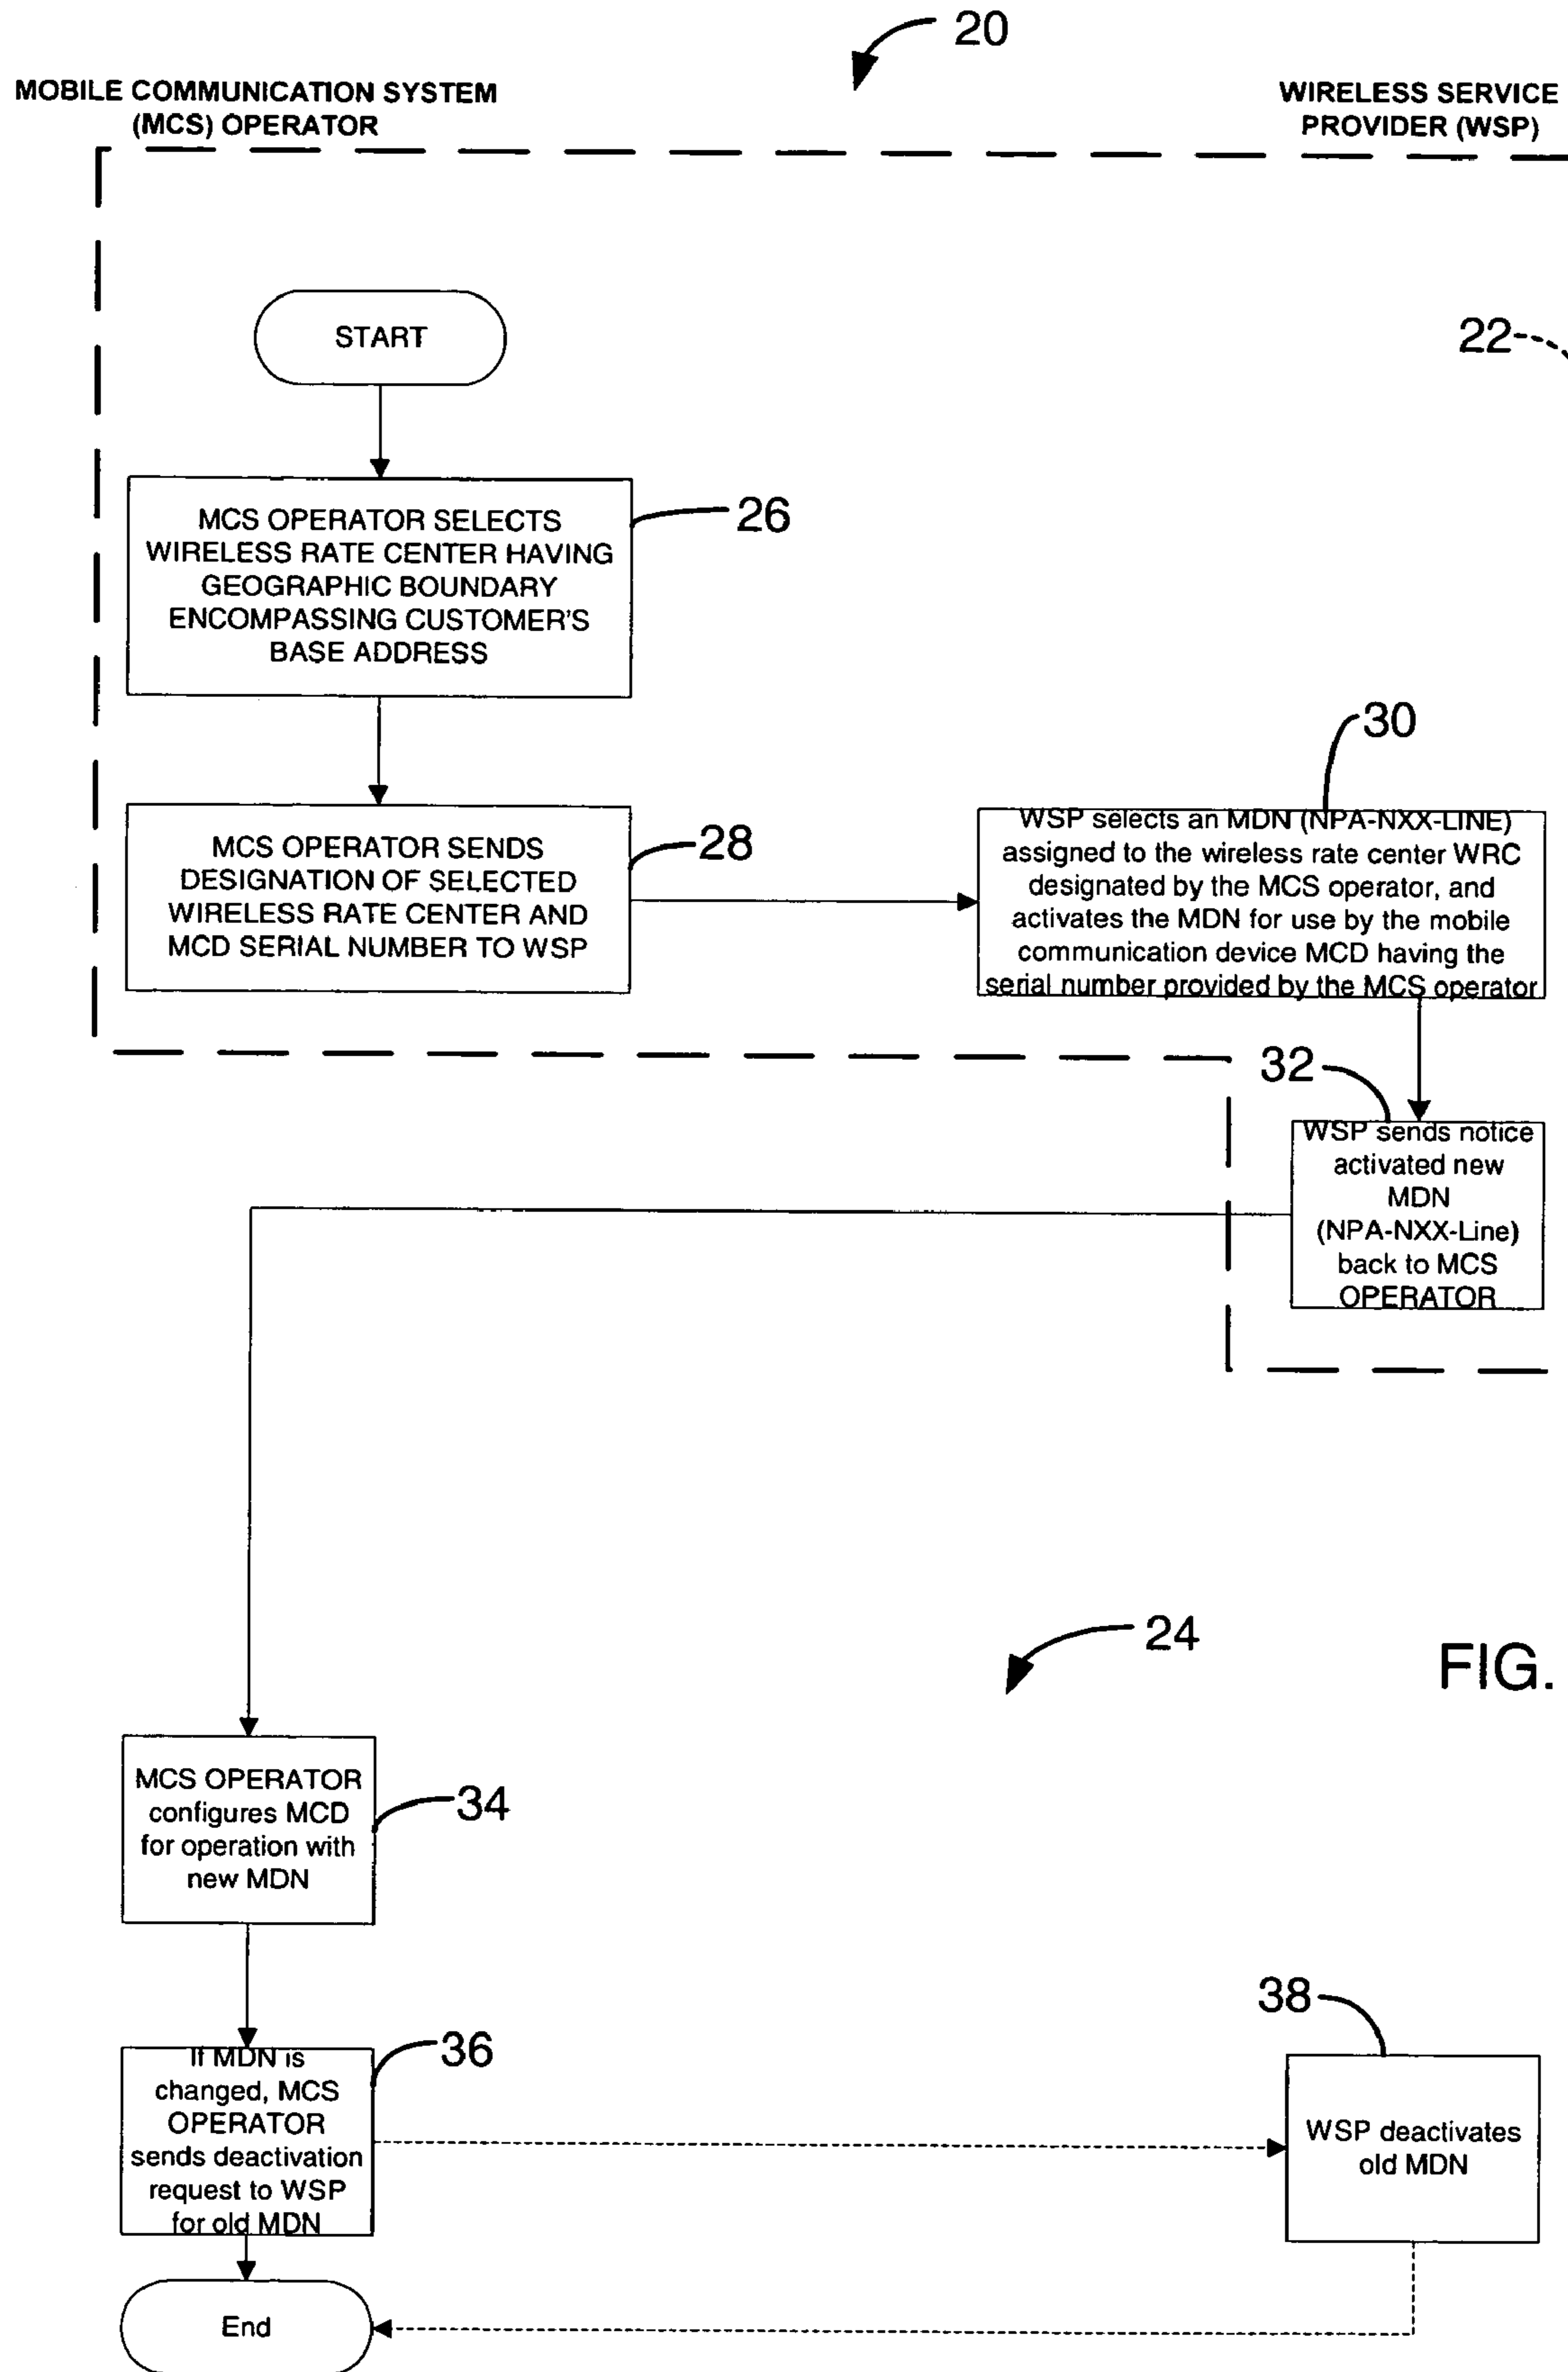 20
MOBILE COMMUNICATION SYSTEM
(MCS) OPERATOR
WIRELESS SERVICE
PROVIDER (WSP)
START
22
MCS OPERATOR SELECTS
WIRELESS RATE CENTER HAVING
GEOGRAPHIC BOUNDARY
ENCOMPASSING CUSTOMER'S
BASE ADDRESS
26
MCS OPERATOR SENDS
DESIGNATION OF SELECTED
WIRELESS RATE CENTER AND
MCD SERIAL NUMBER TO WSP
28
30
WSP selects an MDN (NPA-NXX-LINE)
assigned to the wireless rate center WRC
designated by the MCS operator, and
activates the MDN for use by the mobile
communication device MCD having the
serial number provided by the MCS operator
32
WSP sends notice
activated new
MDN
(NPA-NXX-Line)
back to MCS
OPERATOR
24
FIG.
MCS OPERATOR
configures MCD
for operation with
new MDN
34
If MDN is
changed, MCS
OPERATOR
sends deactivation
request to WSP
for old MDN
36
38
WSP deactivates
old MDN
End